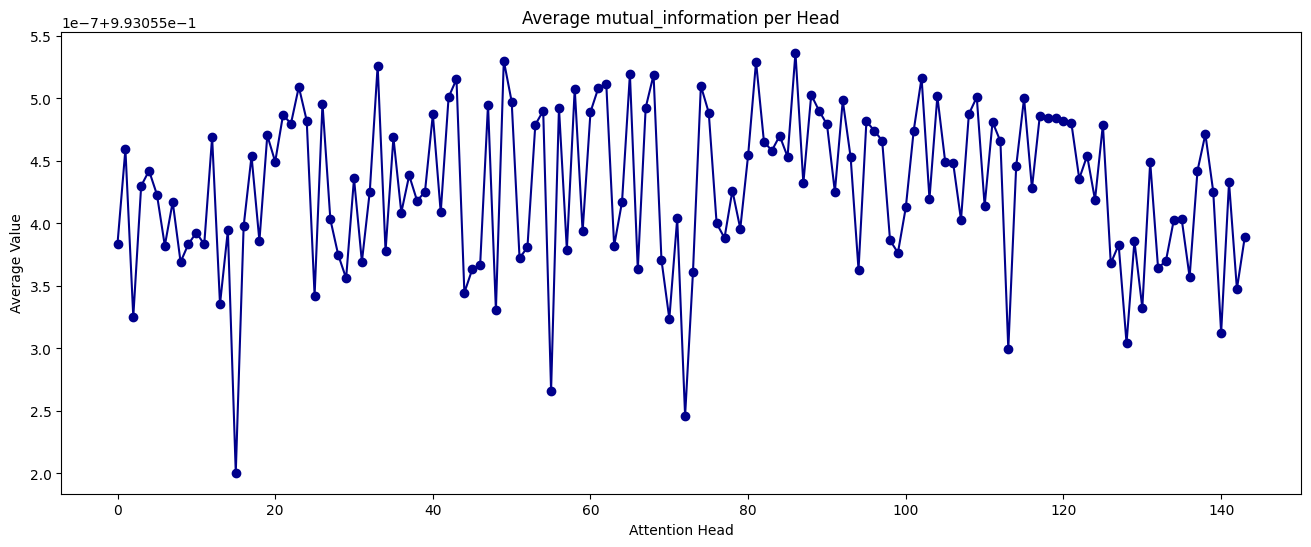 Average mutual_information per Head
1e−7+9.93055e−1
5.5
5.0
4.5
4.0
3.5
3.0
2.5
2.0
Average Value
0 20 40 60 80 100 120 140
Attention Head